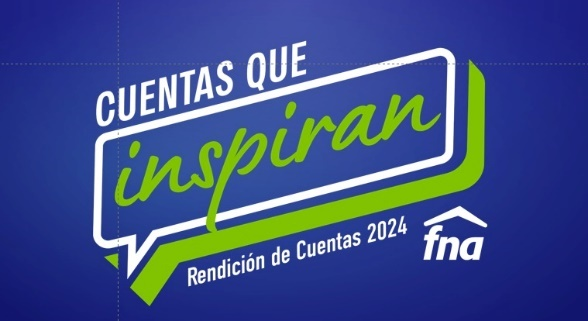 CUENTAS QUE
inspiran
Rendición de Cuentas 2024
fna